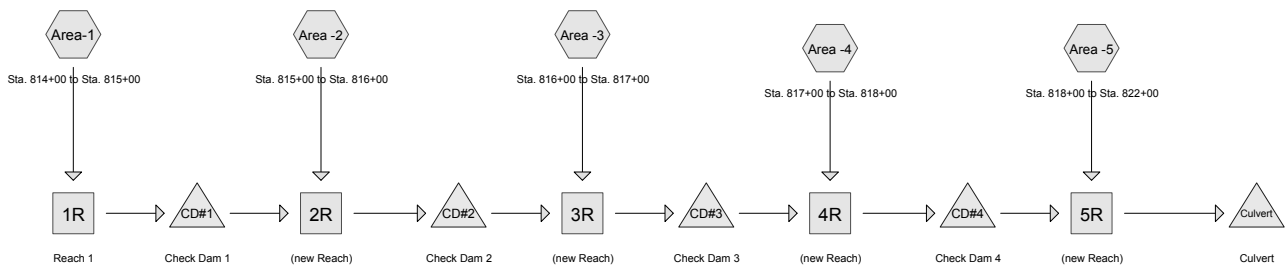 Area-1
Area -2
Area -3
Area -4
Area -5
Sta. 814+00 to Sta. 815+00
Sta. 815+00 to Sta. 816+00
Sta. 816+00 to Sta. 817+00
Sta. 817+00 to Sta. 818+00
Sta. 818+00 to Sta. 822+00
1R
CD#1
2R
CD#2
3R
CD#3
4R
CD#4
5R
Culvert
Reach 1
Check Dam 1
(new Reach)
Check Dam 2
(new Reach)
Check Dam 3
(new Reach)
Check Dam 4
(new Reach)
Culvert